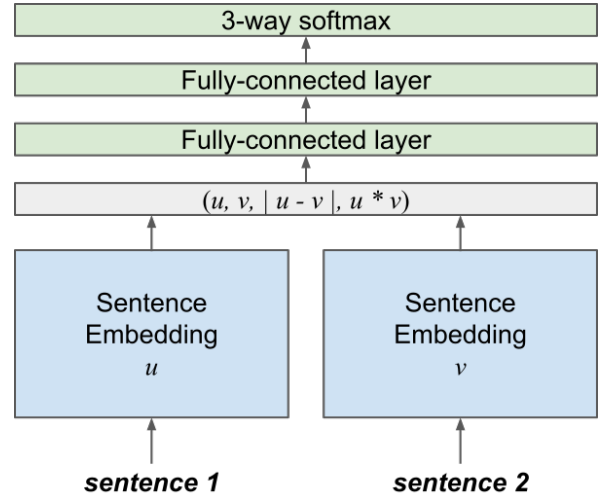 3-way softmax
Fully-connected layer
Fully-connected layer
(u, v, | u - v |, u * v)
Sentence
Embedding
u
Sentence
Embedding
v
sentence 1
sentence 2